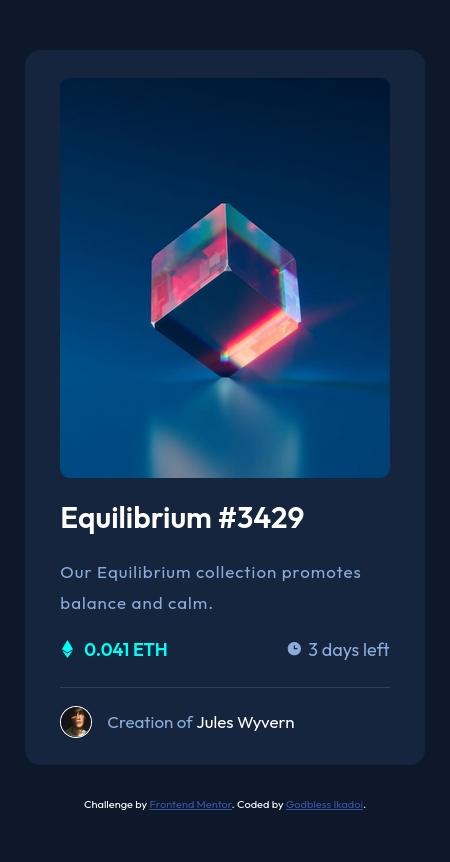 Equilibrium #3429
Our Equilibrium collection promotes
balance and calm.
0.041 ETH 3 days left
Creation of Jules Wyvern
Challenge by Frontend Mentor. Coded by Godbless Ikadoi.